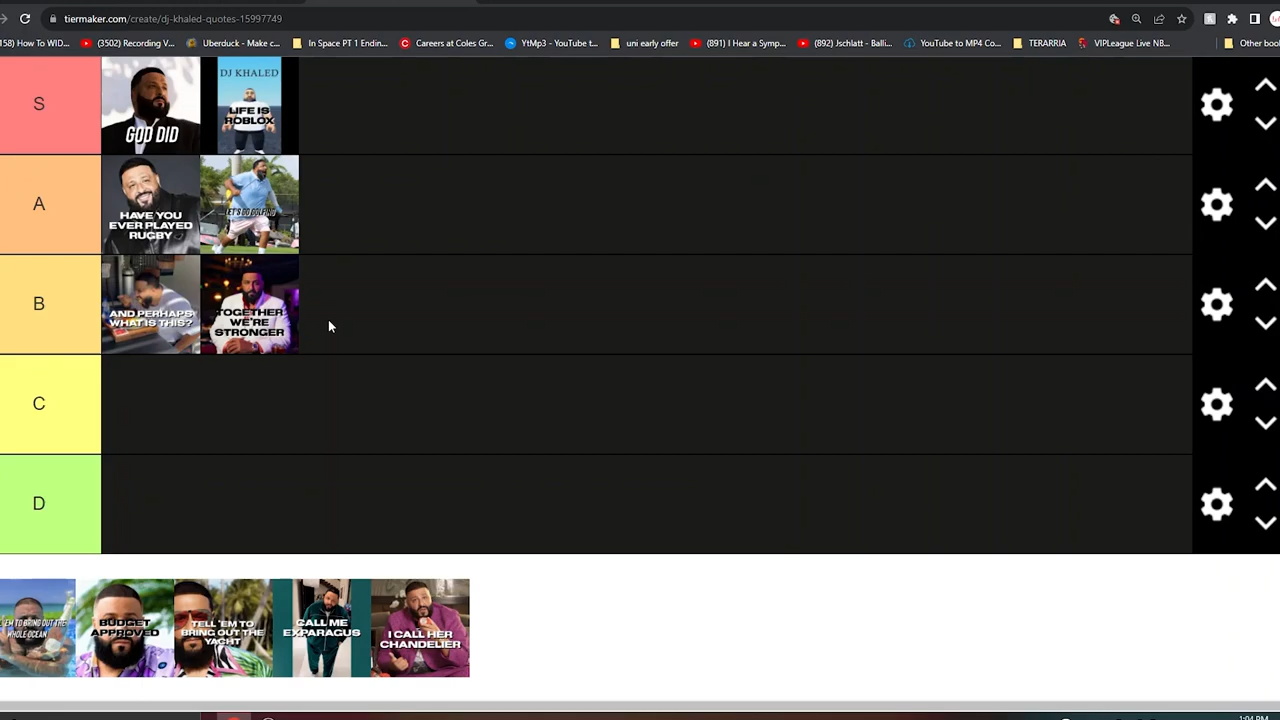 tiermaker.com/create/dj-khaled-quotes-15997749
158) How To WID...
(3502) Recording V...
Uberduck - Make c...
In Space PT 1 Endin...
Careers at Coles Gr...
YtMp3 - YouTube t...
uni early offer
(891) I Hear a Symp...
(892) Jschlatt - Balli...
YouTube to MP4 Co...
TERARRIA
VIPLeague Live NB...
Other boo
S
GOD DID
DJ KHALED
LIFE IS
ROBLOX
A
HAVE YOU
EVER PLAYED
RUGBY
LET'S GO GOLFING
B
AND PERHAPS
WHAT IS THIS?
TOGETHER
WE'RE
STRONGER
C
D
'EM TO BRING OUT THE
WHOLE OCEAN
BUDGET
APPROVED
TELL 'EM TO
BRING OUT THE
YACHT
CALL ME
EXPARAGUS
I CALL HER
CHANDELIER
1:04 PM